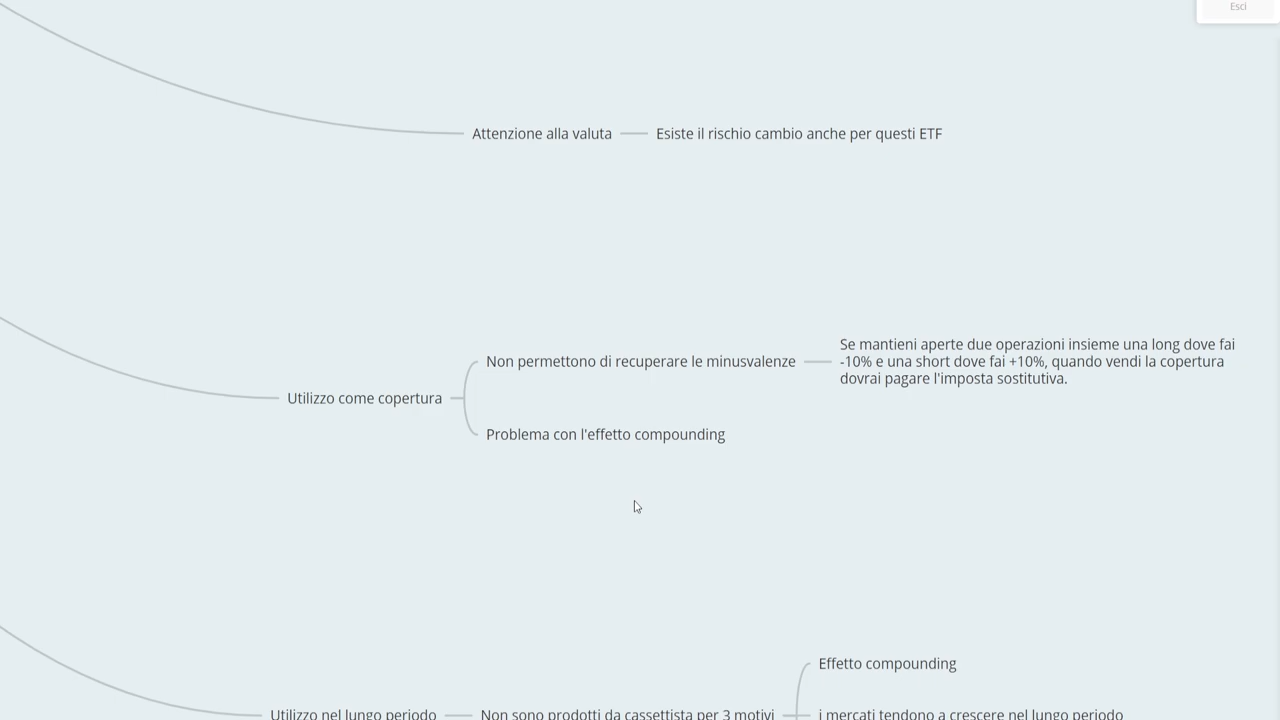 Esci
Attenzione alla valuta
Esiste il rischio cambio anche per questi ETF
Utilizzo come copertura
Non permettono di recuperare le minusvalenze
Se mantieni aperte due operazioni insieme una long dove fai
-10% e una short dove fai +10%, quando vendi la copertura
dovrai pagare l'imposta sostitutiva.
Problema con l'effetto compounding
Utilizzo nel lungo periodo
Non sono prodotti da cassettista per 3 motivi
Effetto compounding
i mercati tendono a crescere nel lungo periodo